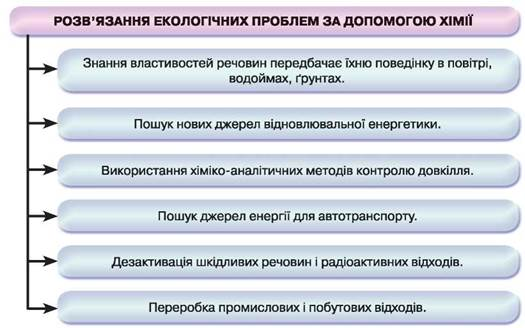 РОЗВ’ЯЗАННЯ ЕКОЛОГІЧНИХ ПРОБЛЕМ ЗА ДОПОМОГОЮ ХІМІЇ
Знання властивостей речовин передбачає їхню поведінку в повітрі,
водоймах, ґрунтах.
Пошук нових джерел відновлювальної енергетики.
Використання хіміко-аналітичних методів контролю довкілля.
Пошук джерел енергії для автотранспорту.
Дезактивація шкідливих речовин і радіоактивних відходів.
Переробка промислових і побутових відходів.